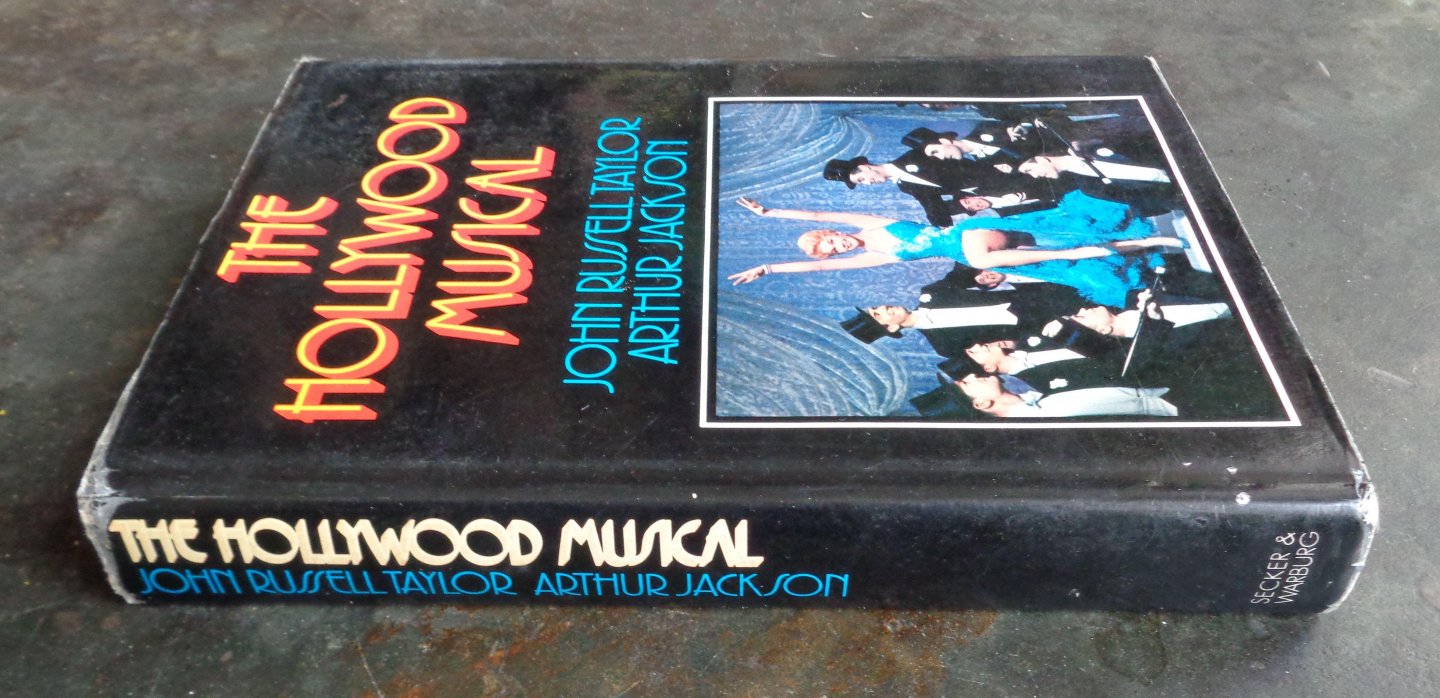 THE
HOLLYWOOD
MUSICAL
JOHN RUSSELL TAYLOR
ARTHUR JACKSON
THE HOLLYWOOD MUSICAL
JOHN RUSSELL TAYLOR ARTHUR JACKSON
SECKER &
WARBURG